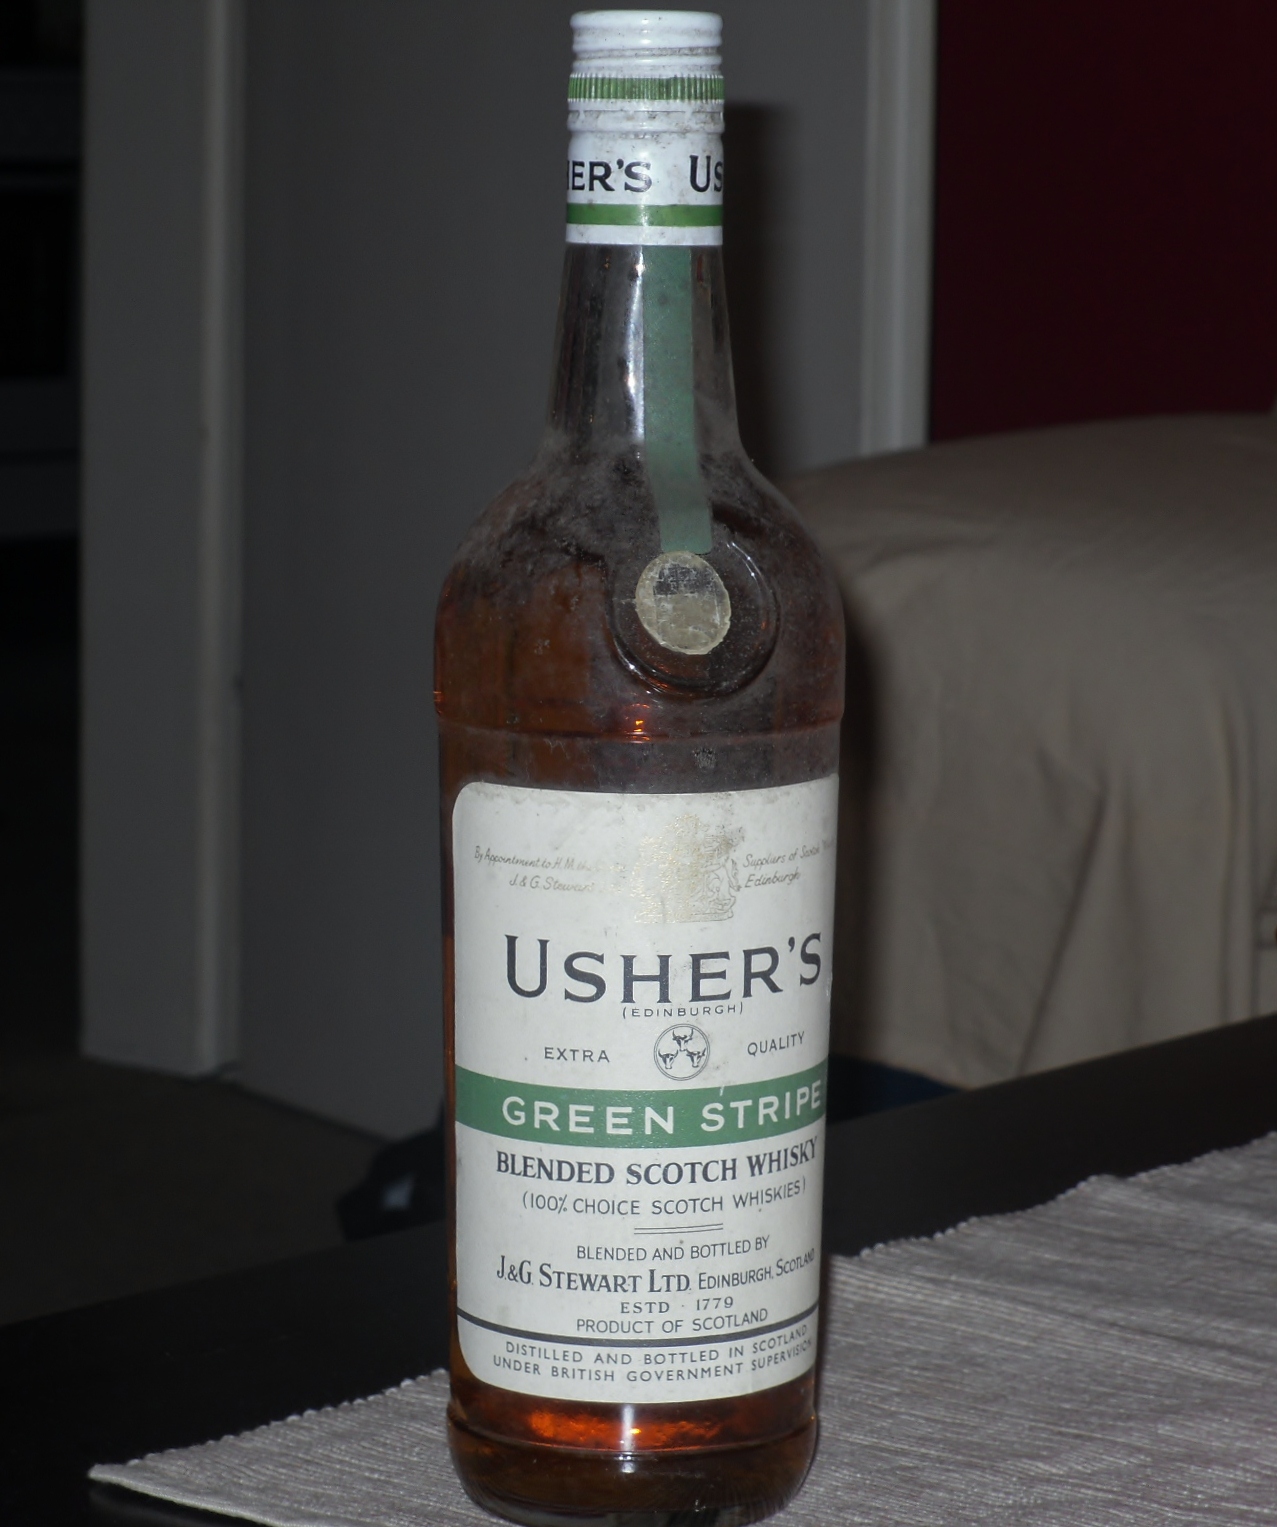 ER'S US
By Appointment to H.M. the
Suppliers of Scotch
J.&G. Stewart
Edinburgh
USHER'S
(EDINBURGH)
EXTRA QUALITY
GREEN STRIPE
BLENDED SCOTCH WHISKY
(100% CHOICE SCOTCH WHISKIES)
BLENDED AND BOTTLED BY
J.&G. STEWART LTD. EDINBURGH, SCOTLAND
ESTD · 1779
PRODUCT OF SCOTLAND
DISTILLED AND BOTTLED IN SCOTLAND
UNDER BRITISH GOVERNMENT SUPERVISION